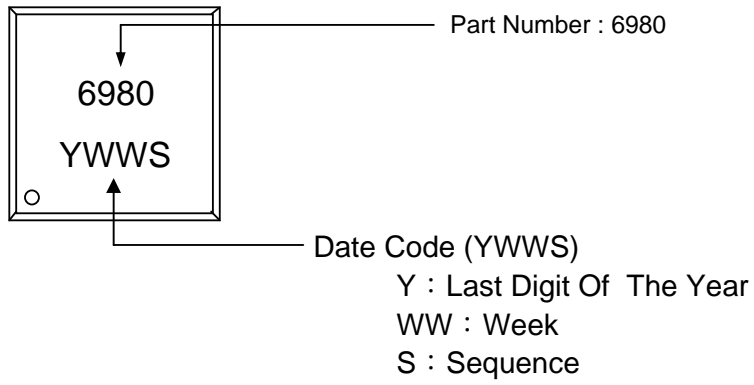 Part Number : 6980
6980
YWWS
Date Code (YWWS)
Y：Last Digit Of The Year
WW：Week
S：Sequence